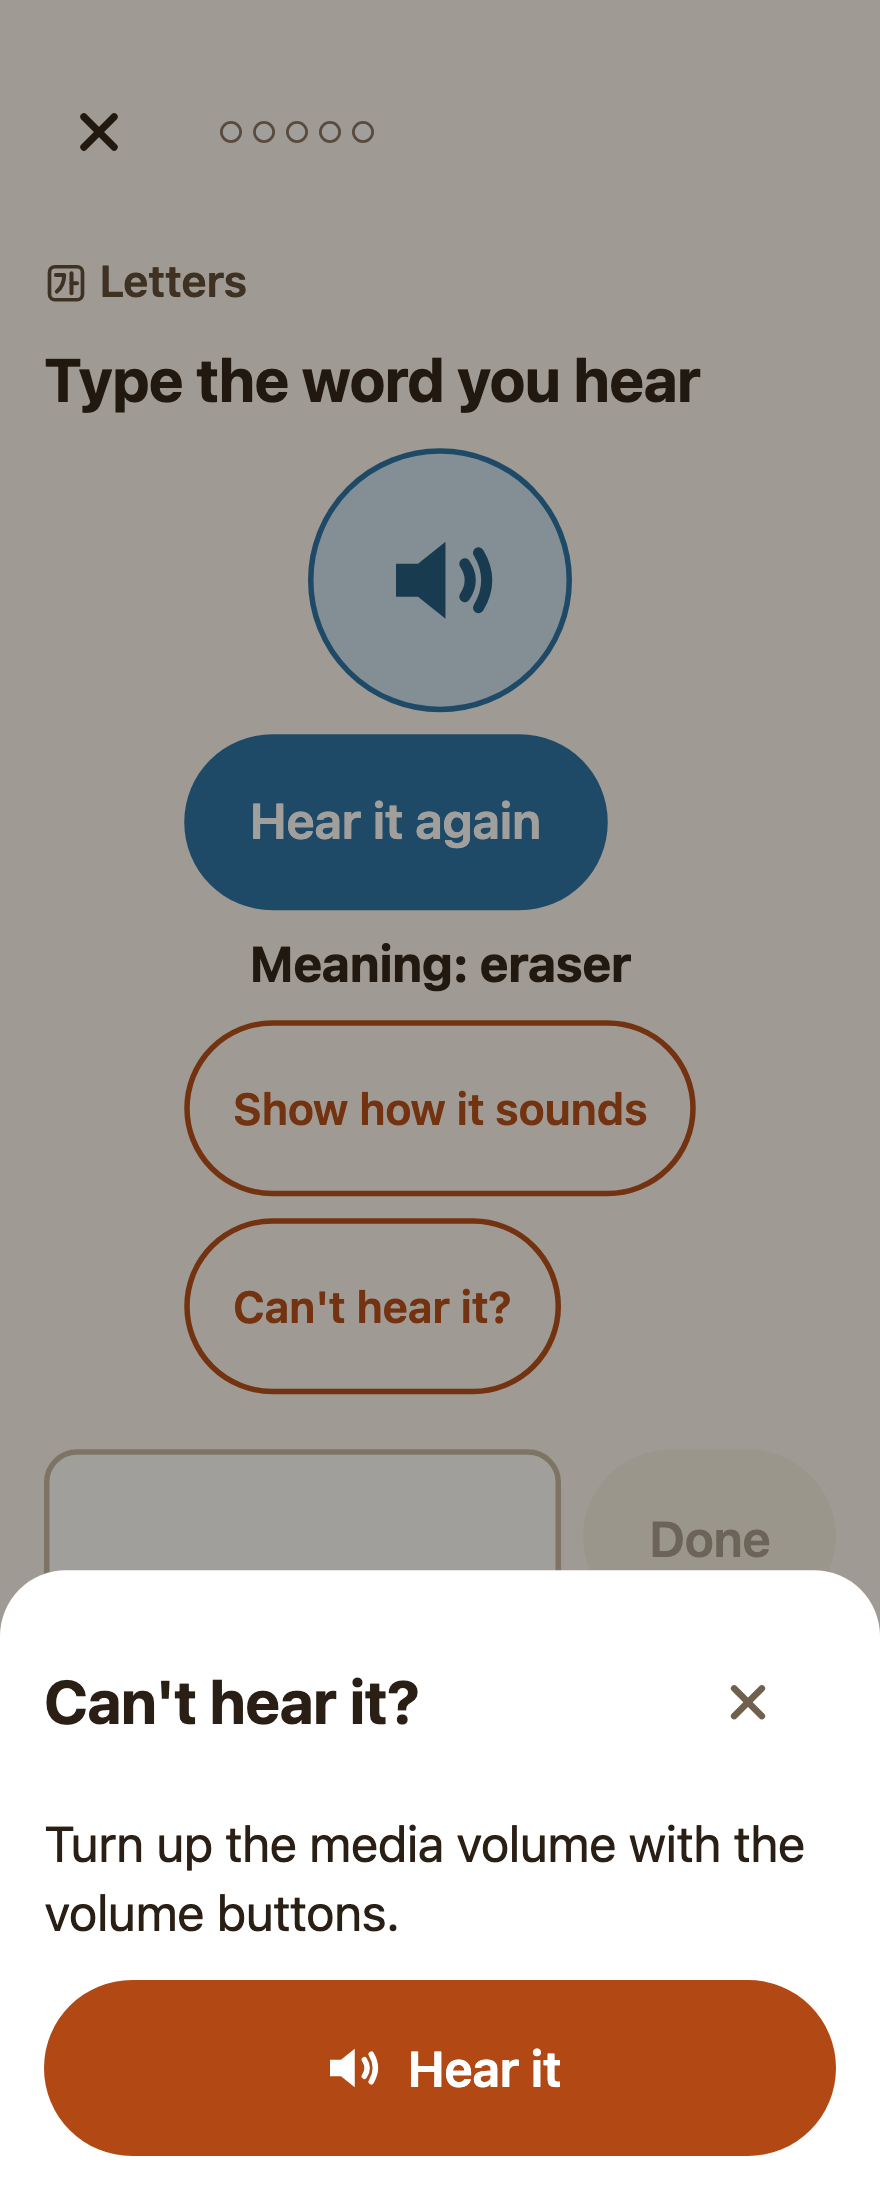 가 Letters
Type the word you hear
Hear it again
Meaning: eraser
Show how it sounds
Can't hear it?
Done
Can't hear it?
Turn up the media volume with the
volume buttons.
Hear it